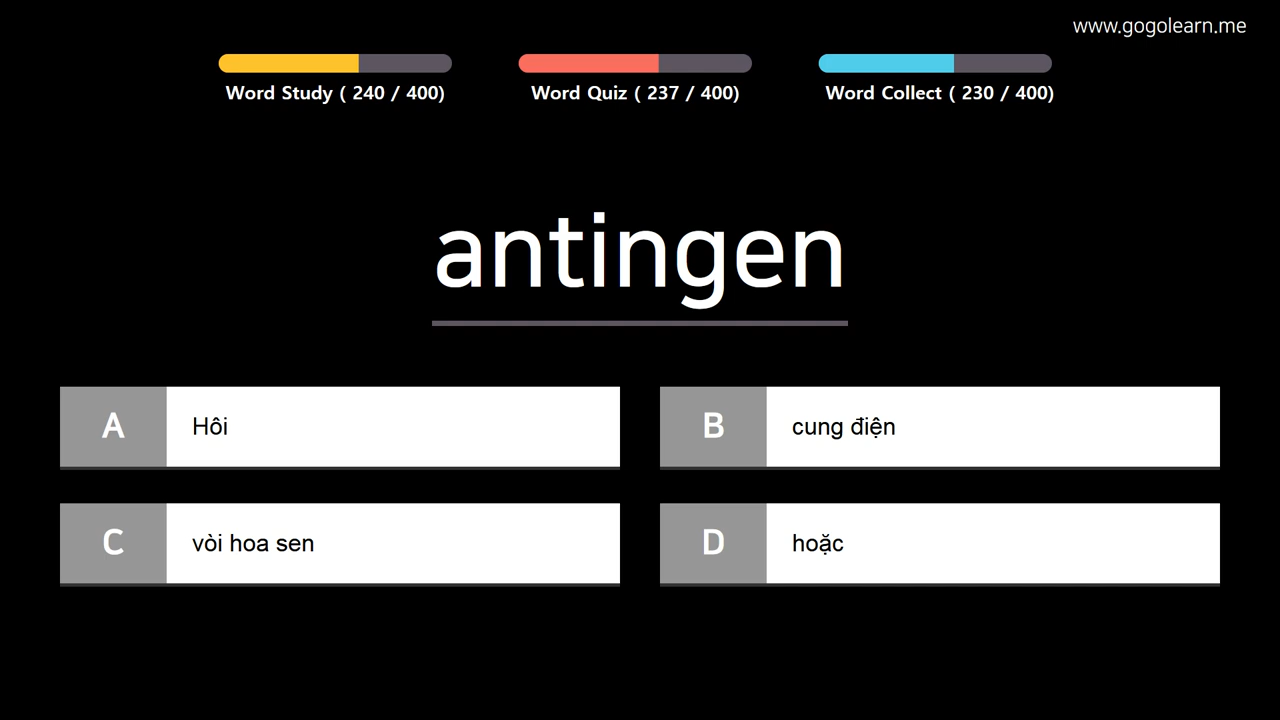 www.gogolearn.me
Word Study ( 240 / 400)
Word Quiz ( 237 / 400)
Word Collect ( 230 / 400)
antingen
A Hôi
B cung điện
C vòi hoa sen
D hoặc